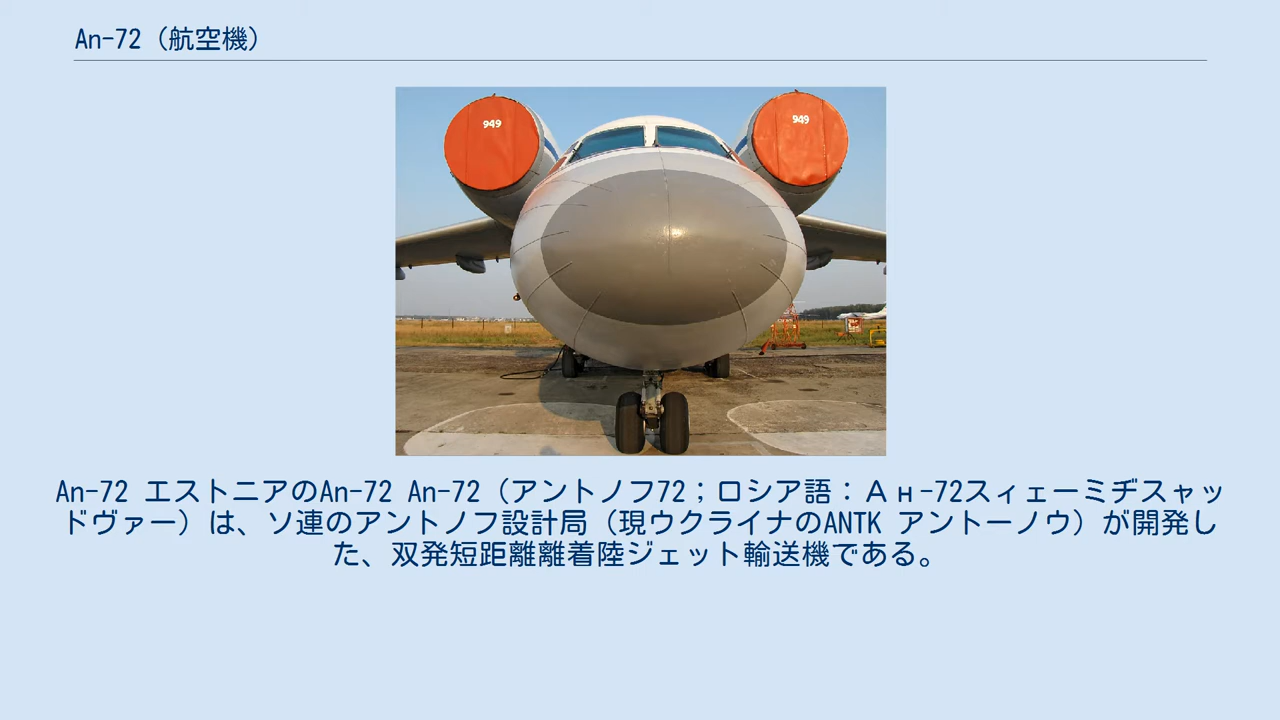 An-72（航空機）
949
949
An-72 エストニアのAn-72 An-72（アントノフ72；ロシア語：Ａн-72スィェーミヂスャッ
ドヴァー）は、ソ連のアントノフ設計局（現ウクライナのANTK アントーノウ）が開発し
た、双発短距離離着陸ジェット輸送機である。